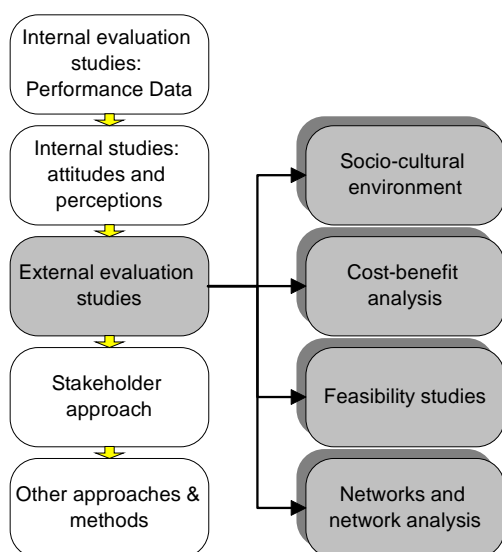 Internal evaluation
studies:
Performance Data
Internal studies:
attitudes and
perceptions
External evaluation
studies
Stakeholder
approach
Other approaches &
methods
Socio-cultural
environment
Cost-benefit
analysis
Feasibility studies
Networks and
network analysis